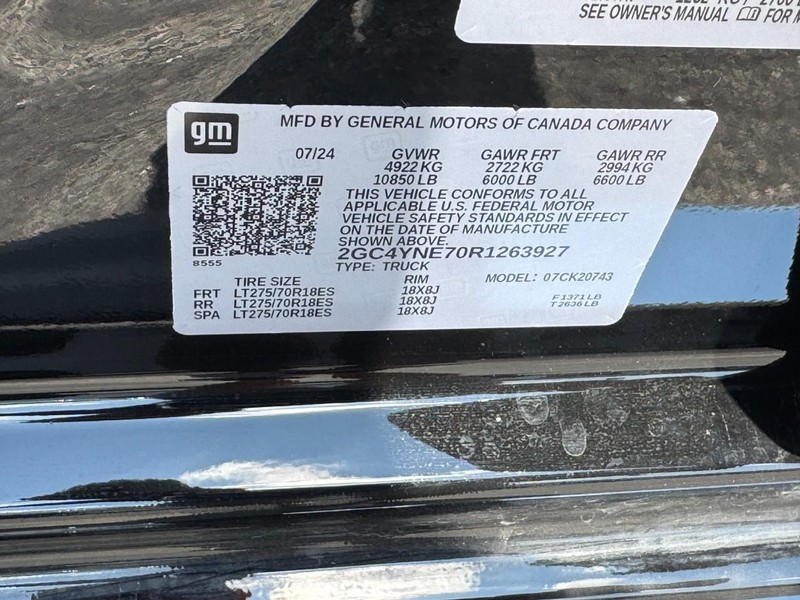 SEE OWNER'S MANUAL FOR
gm
MFD BY GENERAL MOTORS OF CANADA COMPANY
07/24 GVWR GAWR FRT GAWR RR
4922 KG 2722 KG 2994 KG
10850 LB 6000 LB 6600 LB
THIS VEHICLE CONFORMS TO ALL
APPLICABLE U.S. FEDERAL MOTOR
VEHICLE SAFETY STANDARDS IN EFFECT
ON THE DATE OF MANUFACTURE
SHOWN ABOVE.
2GC4YNE70R1263927
8555
TYPE: TRUCK MODEL: 07CK20743
TIRE SIZE RIM
FRT LT275/70R18ES 18X8J
RR LT275/70R18ES 18X8J
SPA LT275/70R18ES 18X8J
F1371LB
T2636LB